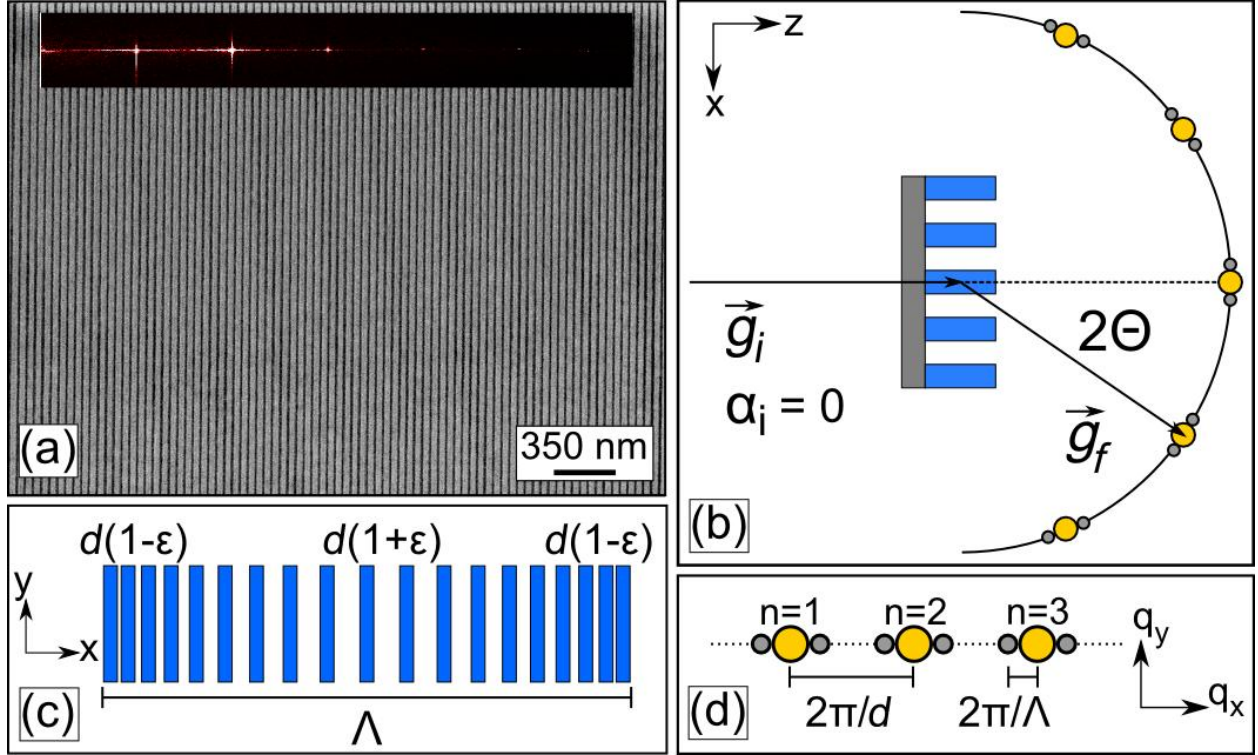 (a)
350 nm
z
x
g_i
α_i = 0
2Θ
g_f
(b)
d(1-ε) d(1+ε) d(1-ε)
y
x
Λ
(c)
n=1 n=2 n=3
q_y
q_x
2π/d 2π/Λ
(d)